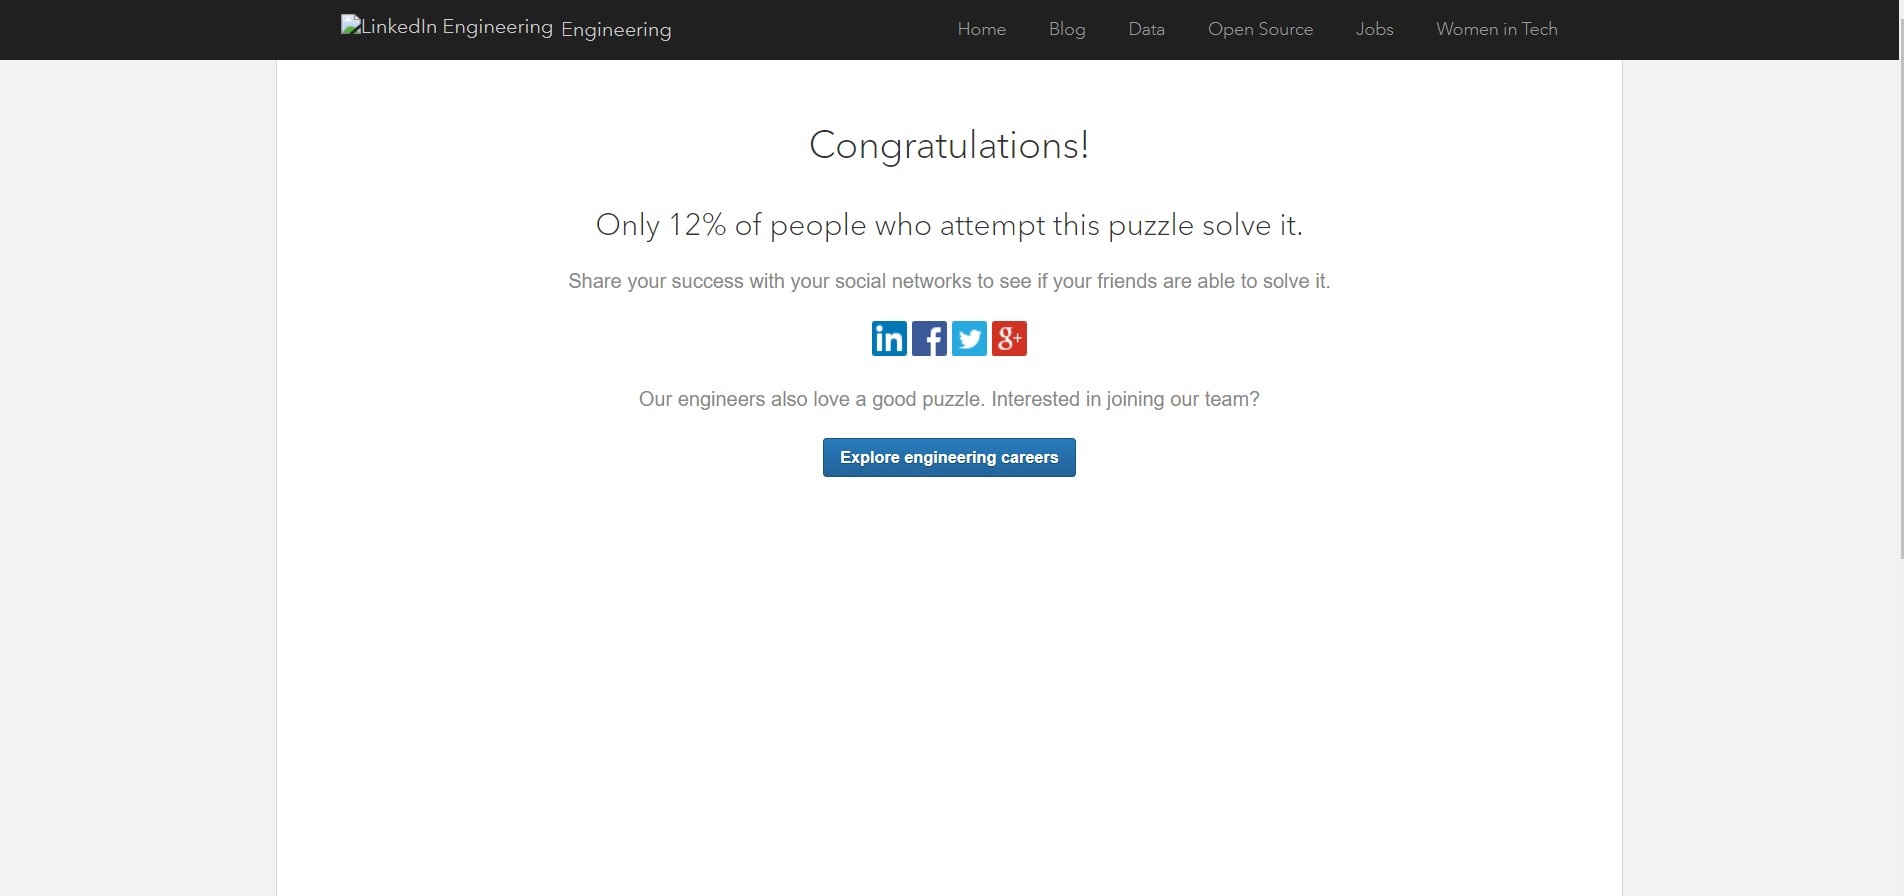 LinkedIn Engineering Engineering Home Blog Data Open Source Jobs Women in Tech
Congratulations!
Only 12% of people who attempt this puzzle solve it.
Share your success with your social networks to see if your friends are able to solve it.
in f g+
Our engineers also love a good puzzle. Interested in joining our team?
Explore engineering careers